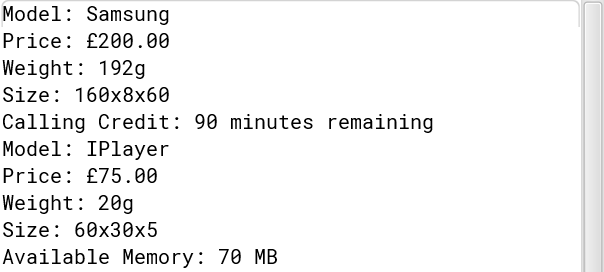 Model: Samsung
Price: £200.00
Weight: 192g
Size: 160x8x60
Calling Credit: 90 minutes remaining
Model: IPlayer
Price: £75.00
Weight: 20g
Size: 60x30x5
Available Memory: 70 MB